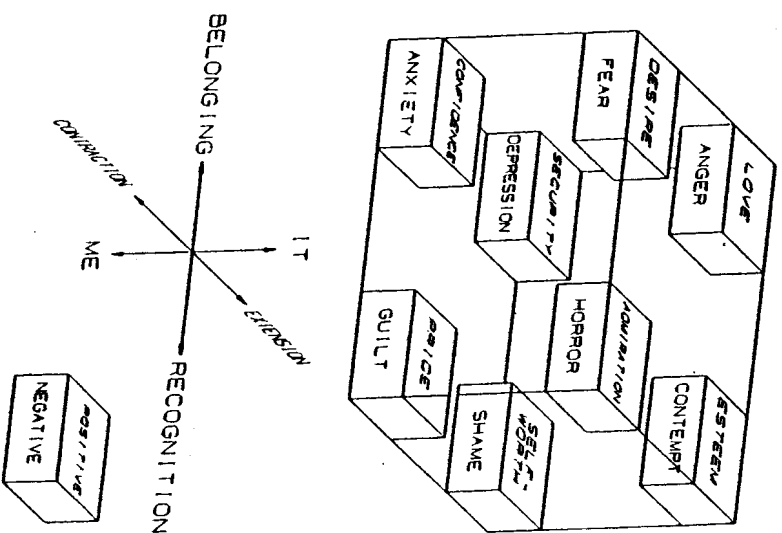 LOVE
ANGER
ESTEEM
CONTEMPT
DESIRE
FEAR
ADMIRATION
HORROR
SECURITY
DEPRESSION
SELF-
WORTH
SHAME
CONFIDENCE
ANXIETY
PRIDE
GUILT
IT
EXTENSION
BELONGING
RECOGNITION
CONTRACTION
ME
POSITIVE
NEGATIVE